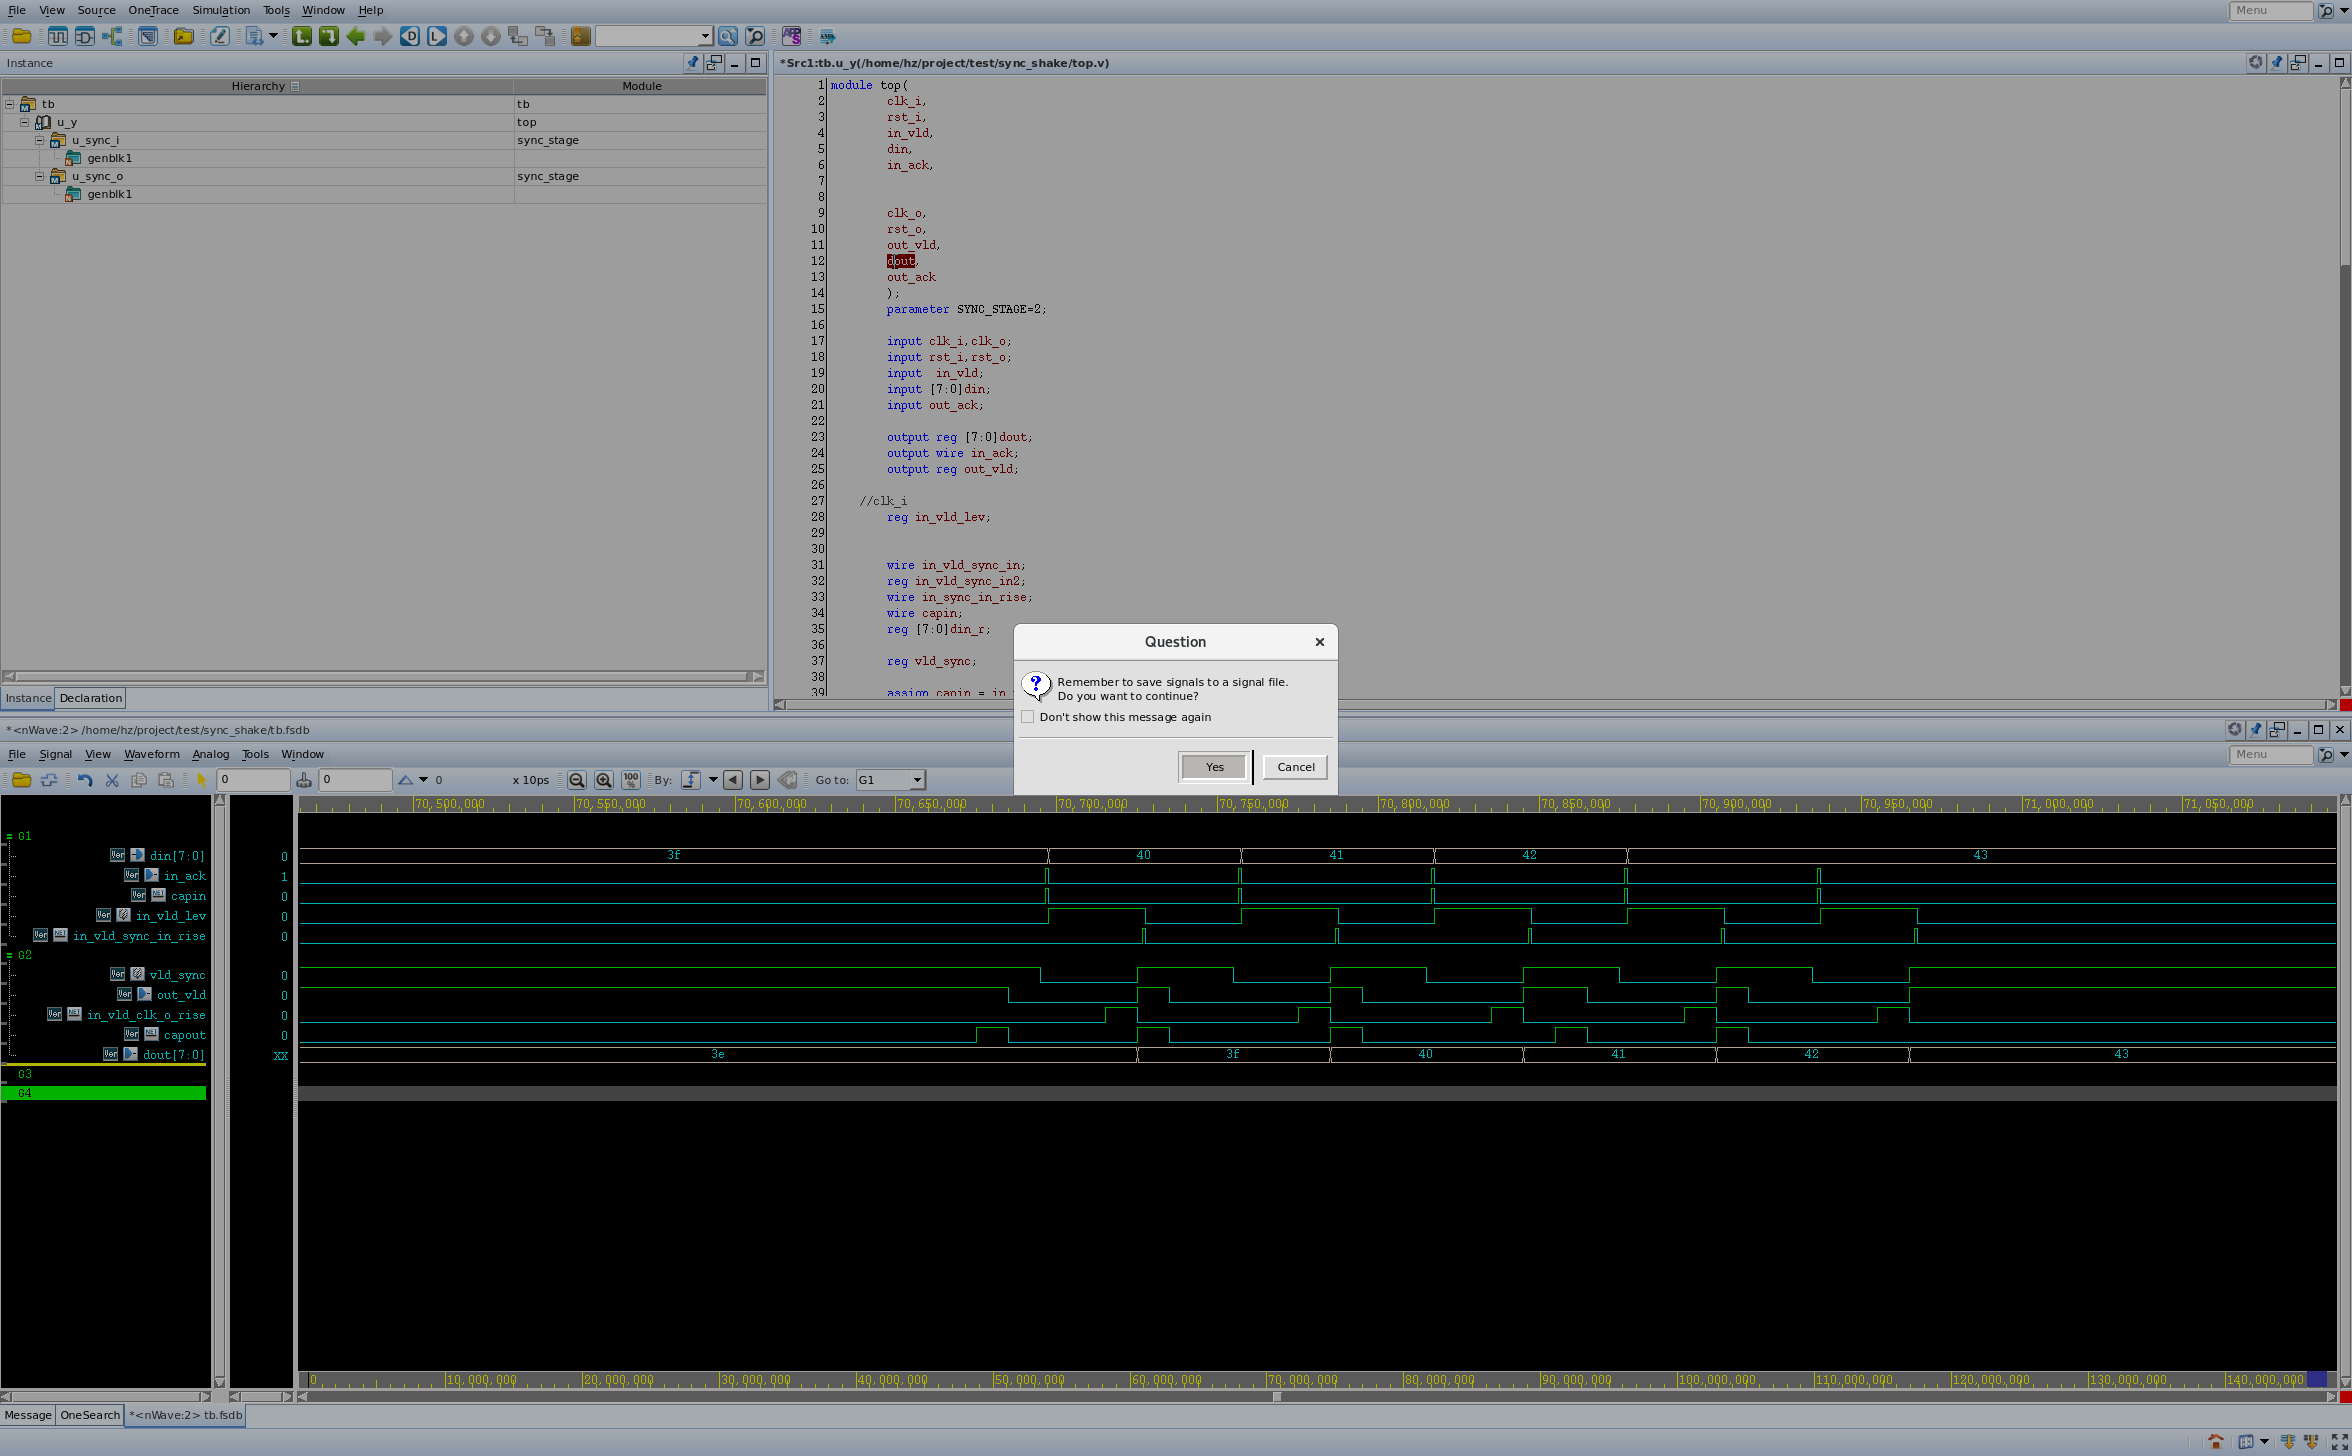 File View Source OneTrace Simulation Tools Window Help
Menu
Instance
*Src1:tb.u_y(/home/hz/project/test/sync_shake/top.v)
Hierarchy Module
tb tb
u_y top
u_sync_i sync_stage
genblk1
u_sync_o sync_stage
genblk1
Instance Declaration
1 module top(
2 clk_i,
3 rst_i,
4 in_vld,
5 din,
6 in_ack,
7
8
9 clk_o,
10 rst_o,
11 out_vld,
12 dout,
13 out_ack
14 );
15 parameter SYNC_STAGE=2;
16
17 input clk_i,clk_o;
18 input rst_i,rst_o;
19 input in_vld;
20 input [7:0]din;
21 input out_ack;
22
23 output reg [7:0]dout;
24 output wire in_ack;
25 output reg out_vld;
26
27 //clk_i
28 reg in_vld_lev;
29
30
31 wire in_vld_sync_in;
32 reg in_vld_sync_in2;
33 wire in_sync_in_rise;
34 wire capin;
35 reg [7:0]din_r;
36
37 reg vld_sync;
38
39 assign capin = in
Question
Remember to save signals to a signal file.
Do you want to continue?
Don't show this message again
Yes Cancel
*<nWave:2> /home/hz/project/test/sync_shake/tb.fsdb
File Signal View Waveform Analog Tools Window
Menu
0 0 0 x 10ps 100 % By: Go to: G1
70,500,000 70,550,000 70,600,000 70,650,000 70,700,000 70,750,000 70,800,000 70,850,000 70,900,000 70,950,000 71,000,000 71,050,000
G1
din[7:0] 0 3f 40 41 42 43
in_ack 1
capin 0
in_vld_lev 0
in_vld_sync_in_rise 0
G2
vld_sync 0
out_vld 0
in_vld_clk_o_rise 0
capout 0
dout[7:0] XX 3e 3f 40 41 42 43
G3
G4
0 10,000,000 20,000,000 30,000,000 40,000,000 50,000,000 60,000,000 70,000,000 80,000,000 90,000,000 100,000,000 110,000,000 120,000,000 130,000,000 140,000,000
Message OneSearch *<nWave:2> tb.fsdb